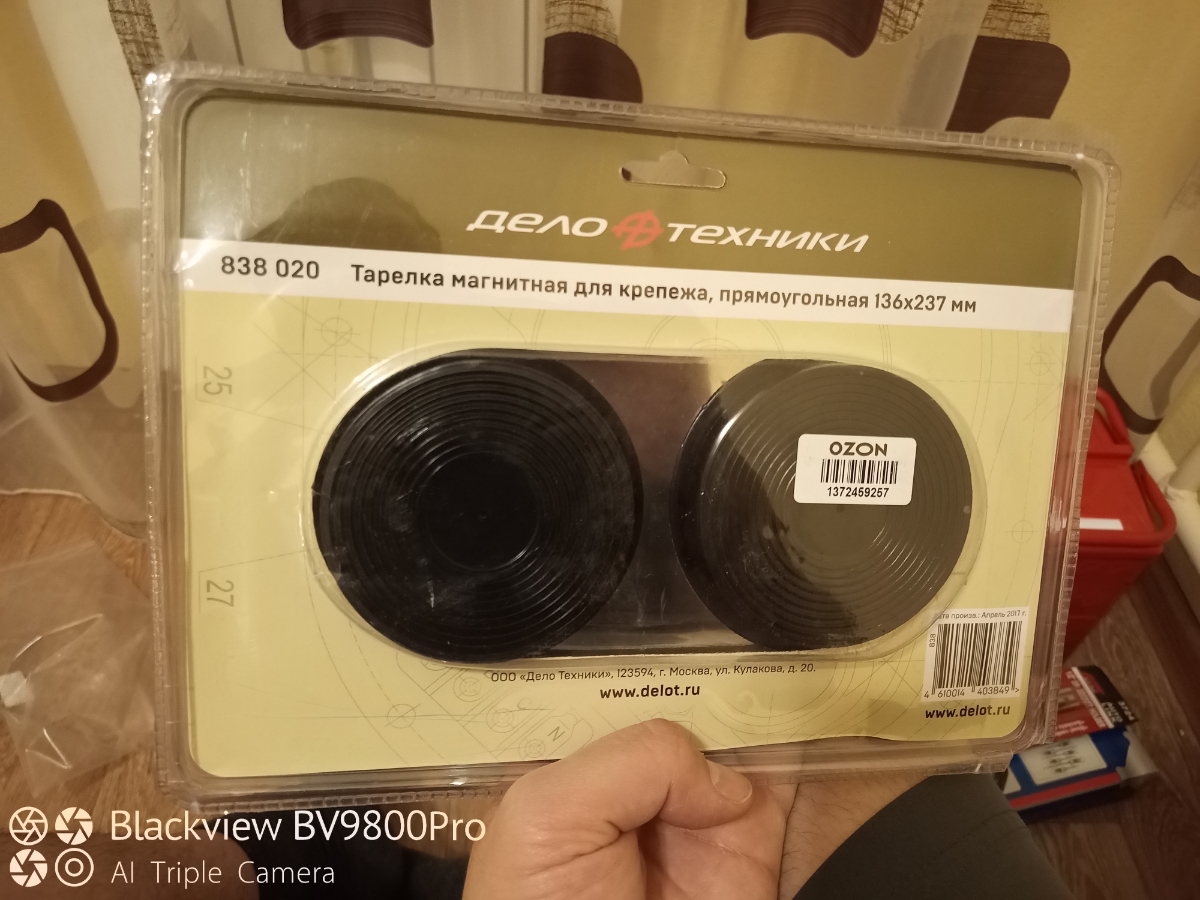 дело техники
838 020 Тарелка магнитная для крепежа, прямоугольная 136х237 мм
25
OZON
1372459257
27
дата произв.: Апрель 2017 г.
838
4 610014 403849 >
ООО «Дело Техники», 123594, г. Москва, ул. Кулакова, д. 20.
www.delot.ru
www.delot.ru
N
Blackview BV9800Pro
AI Triple Camera